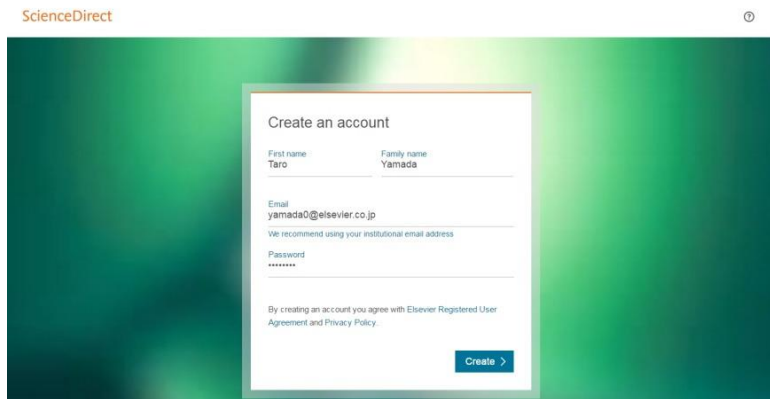 ScienceDirect
Create an account
First name Family name
Taro Yamada
Email
yamada0@elsevier.co.jp
We recommend using your institutional email address
Password
••••••••
By creating an account you agree with Elsevier Registered User
Agreement and Privacy Policy.
Create >